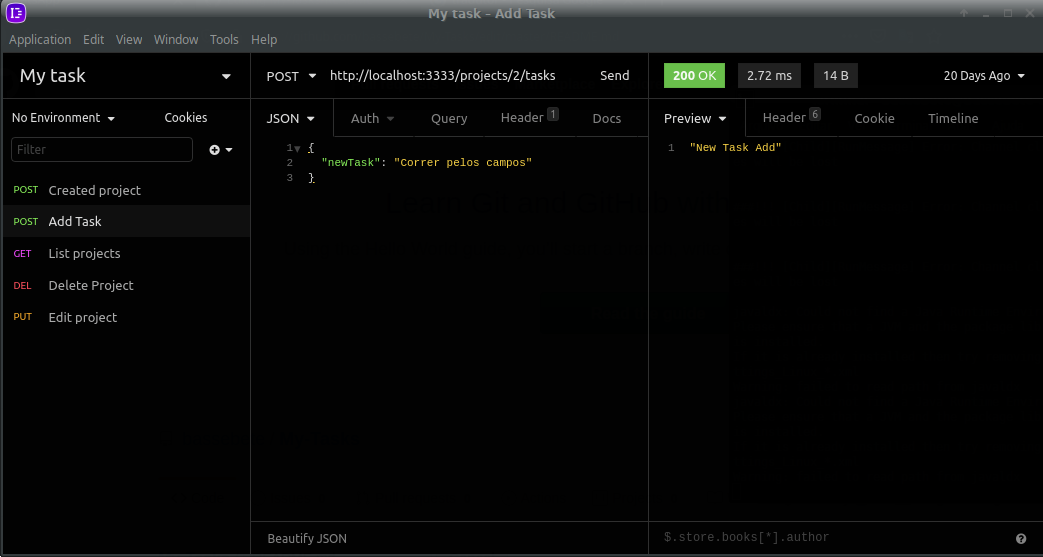 My task - Add Task
Application Edit View Window Tools Help
My task
POST http://localhost:3333/projects/2/tasks Send
200 OK 2.72 ms 14 B 20 Days Ago
No Environment Cookies
JSON Auth Query Header 1 Docs
Preview Header 6 Cookie Timeline
Filter
POST Created project
POST Add Task
GET List projects
DEL Delete Project
PUT Edit project
1 {
2 "newTask": "Correr pelos campos"
3 }
1 "New Task Add"
Beautify JSON
$.store.books[*].author